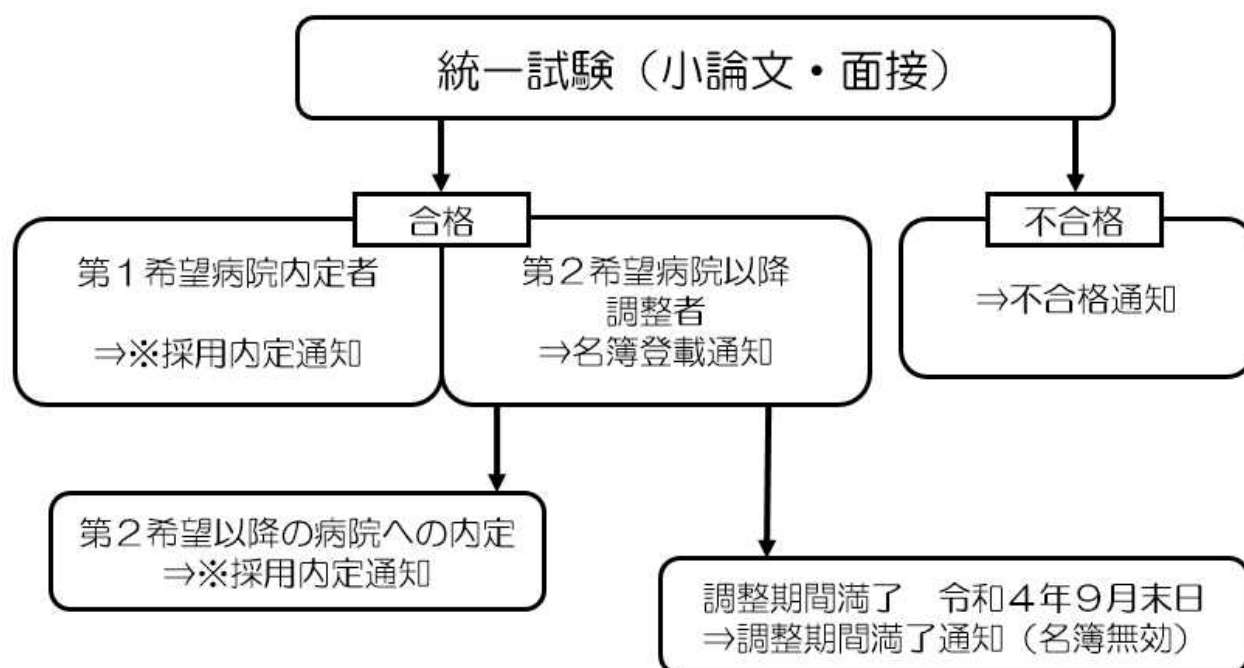 統一試験（小論文・面接）
合格
不合格
第１希望病院内定者
⇒※採用内定通知
第２希望病院以降
調整者
⇒名簿登載通知
⇒不合格通知
第２希望以降の病院への内定
⇒※採用内定通知
調整期間満了　令和４年９月末日
⇒調整期間満了通知（名簿無効）